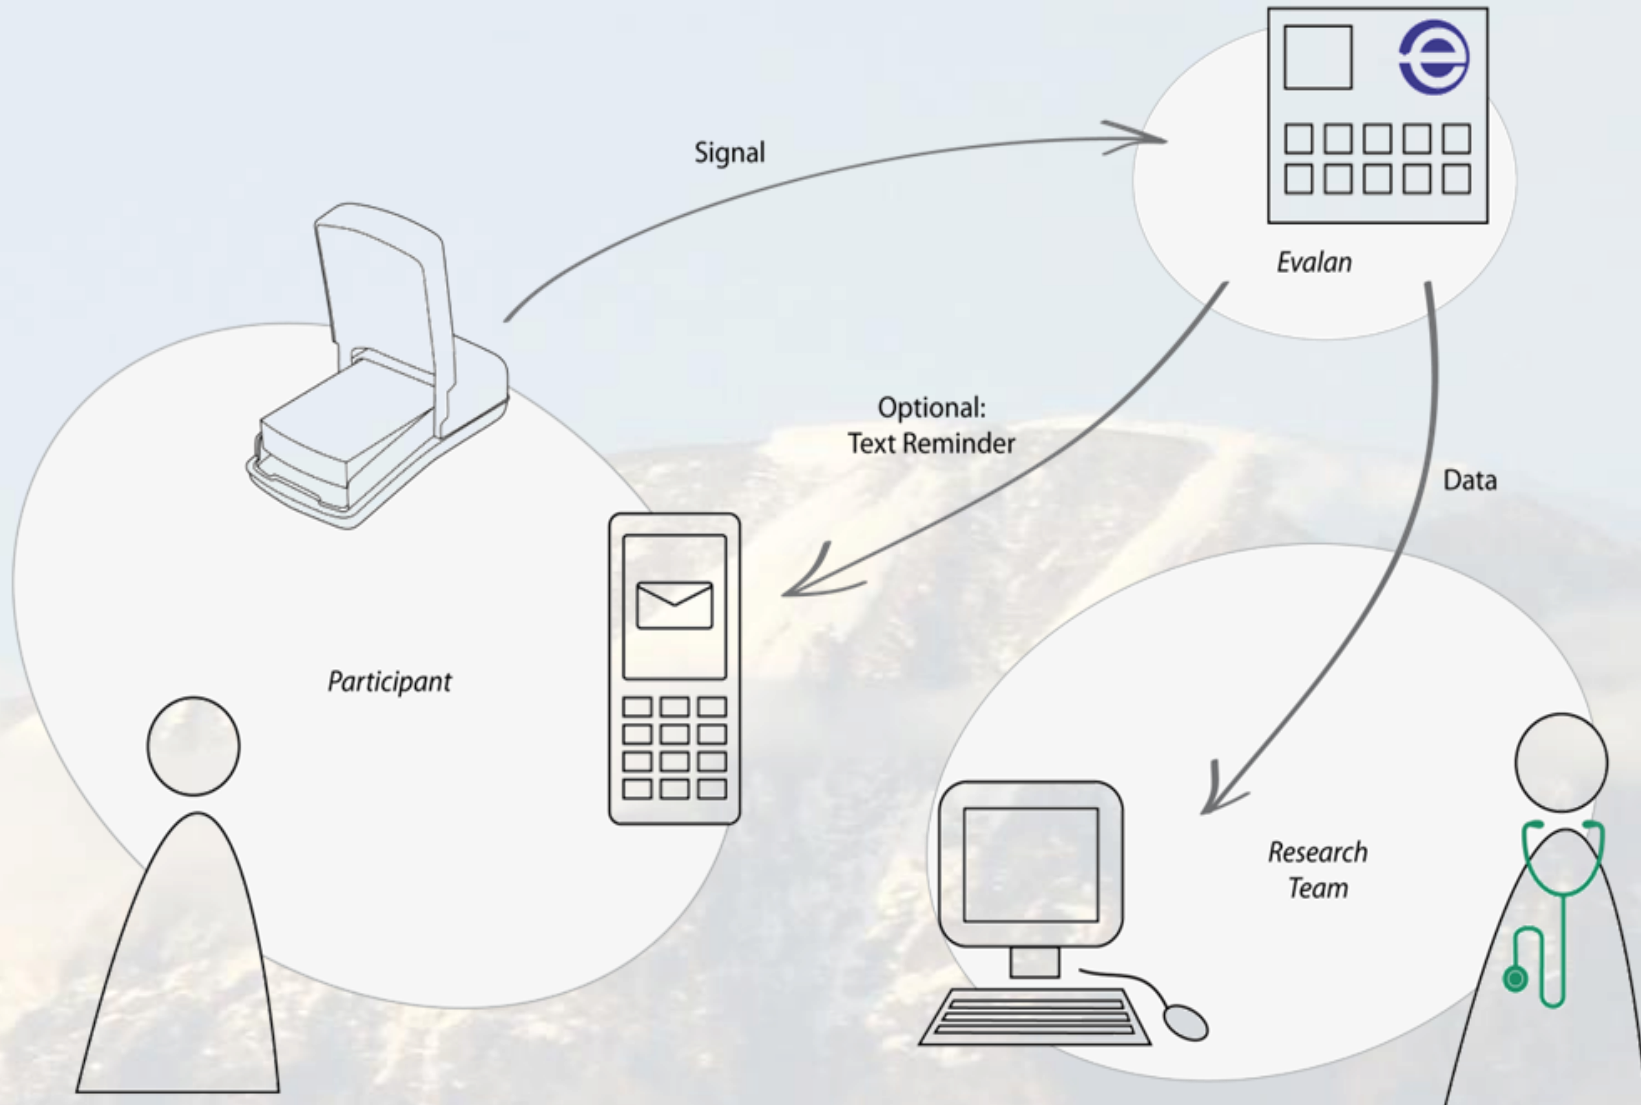 Signal
Evalan
Optional:
Text Reminder
Data
Participant
Research
Team